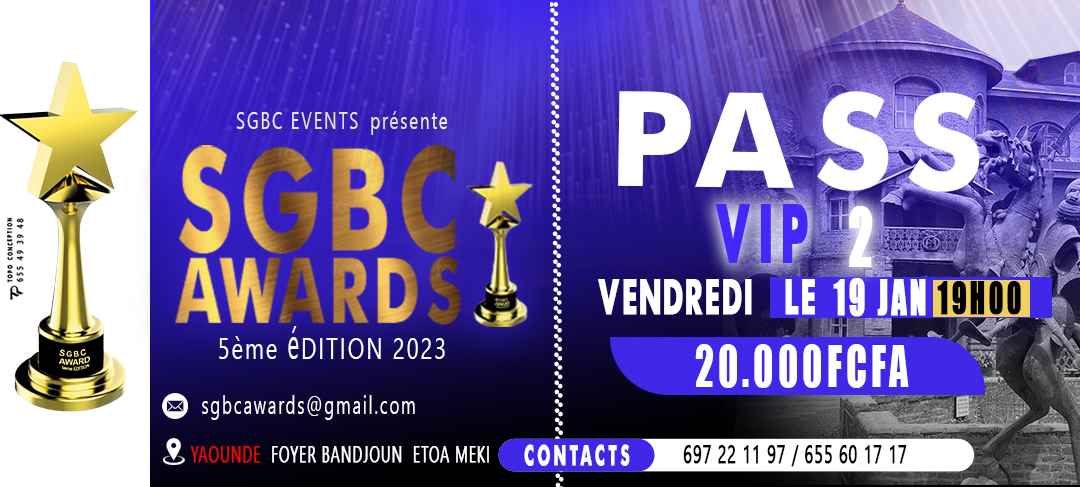 TOPO CONCEPTION
655 49 39 48
SGBC
AWARD
5ème EDITION
SGBC EVENTS présente
SGBC
AWARDS
5ème éDITION 2023
sgbcawards@gmail.com
YAOUNDE FOYER BANDJOUN ETOA MEKI
PASS
VIP 2
VENDREDI LE 19 JAN 19H00
20.000FCFA
CONTACTS 697 22 11 97 / 655 60 17 17